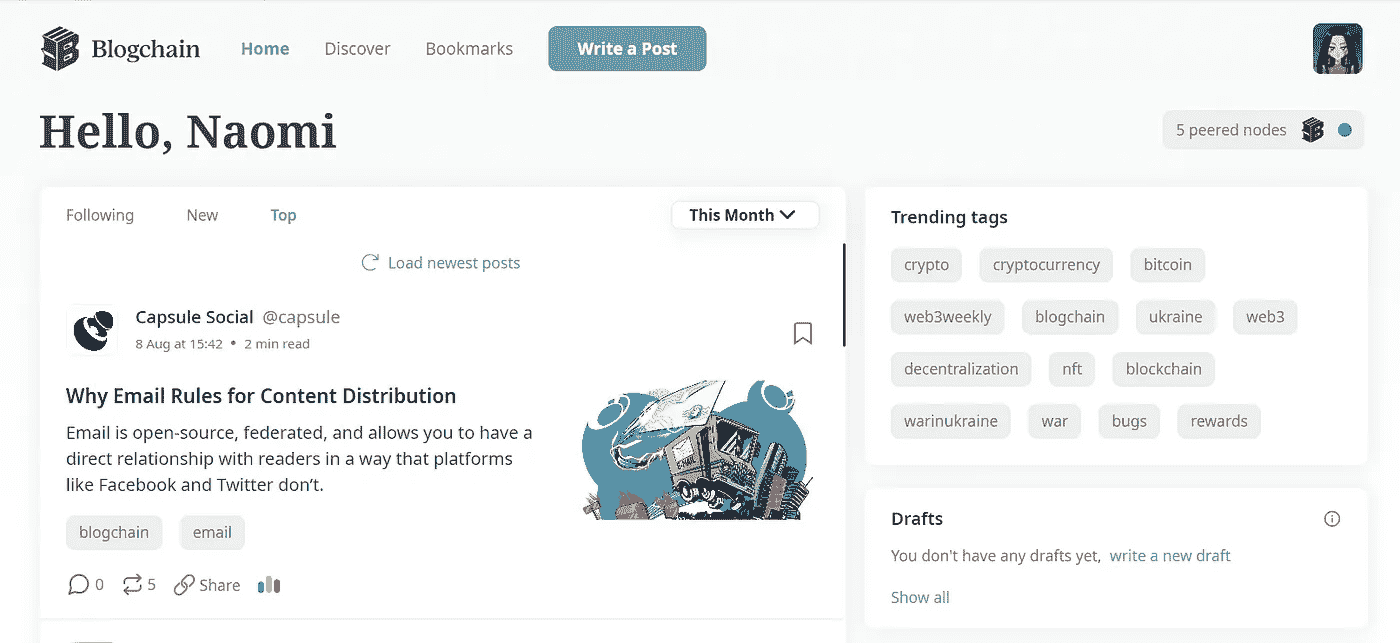 Blogchain Home Discover Bookmarks Write a Post
Hello, Naomi
5 peered nodes
Following New Top This Month
Load newest posts
Capsule Social @capsule
8 Aug at 15:42 • 2 min read
Why Email Rules for Content Distribution
Email is open-source, federated, and allows you to have a
direct relationship with readers in a way that platforms
like Facebook and Twitter don’t.
blogchain email
0 5 Share
Trending tags
crypto cryptocurrency bitcoin
web3weekly blogchain ukraine web3
decentralization nft blockchain
warinukraine war bugs rewards
Drafts
You don't have any drafts yet, write a new draft
Show all